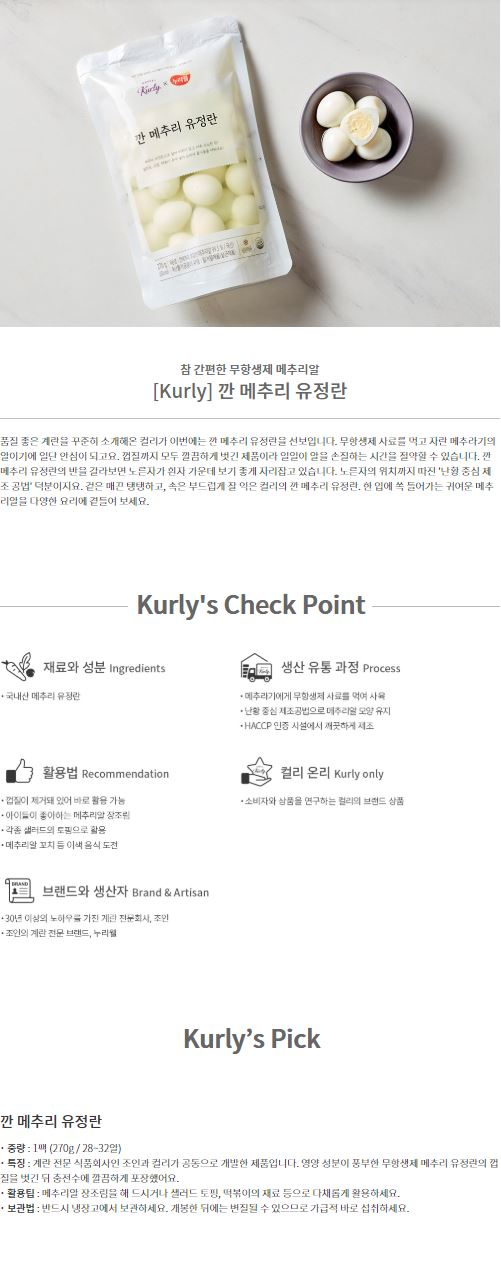 Kurly × 누리웰
깐 메추리 유정란
참 간편한 무항생제 메추리알
[Kurly] 깐 메추리 유정란
품질 좋은 계란을 꾸준히 소개해온 컬리가 이번에는 깐 메추리 유정란을 선보입니다. 무항생제 사료를 먹고 자란 메추라기의
알이기에 일단 안심이 되고요. 껍질까지 모두 깔끔하게 벗긴 제품이라 일일이 알을 손질하는 시간을 절약할 수 있습니다. 깐
메추리 유정란의 반을 갈라보면 노른자가 흰자 가운데 보기 좋게 자리잡고 있습니다. 노른자의 위치까지 따진 '난황 중심 제
조 공법' 덕분이지요. 겉은 매끈 탱탱하고, 속은 부드럽게 잘 익은 컬리의 깐 메추리 유정란. 한 입에 쏙 들어가는 귀여운 메추
리알을 다양한 요리에 곁들여 보세요.
Kurly's Check Point
재료와 성분 Ingredients
· 국내산 메추리 유정란
생산 유통 과정 Process
· 메추라기에게 무항생제 사료를 먹여 사육
· 난황 중심 제조공법으로 메추리알 모양 유지
· HACCP 인증 시설에서 깨끗하게 제조
활용법 Recommendation
· 껍질이 제거돼 있어 바로 활용 가능
· 아이들이 좋아하는 메추리알 장조림
· 각종 샐러드의 토핑으로 활용
· 메추리알 꼬치 등 이색 음식 도전
컬리 온리 Kurly only
· 소비자와 상품을 연구하는 컬리의 브랜드 상품
BRAND
브랜드와 생산자 Brand & Artisan
· 30년 이상의 노하우를 가진 계란 전문회사, 조인
· 조인의 계란 전문 브랜드, 누리웰
Kurly’s Pick
깐 메추리 유정란
· 중량 : 1팩 (270g / 28~32알)
· 특징 : 계란 전문 식품회사인 조인과 컬리가 공동으로 개발한 제품입니다. 영양 성분이 풍부한 무항생제 메추리 유정란의 껍
질을 벗긴 뒤 충전수에 깔끔하게 포장했어요.
· 활용팁 : 메추리알 장조림을 해 드시거나 샐러드 토핑, 떡볶이의 재료 등으로 다채롭게 활용하세요.
· 보관법 : 반드시 냉장고에서 보관하세요. 개봉한 뒤에는 변질될 수 있으므로 가급적 바로 섭취하세요.